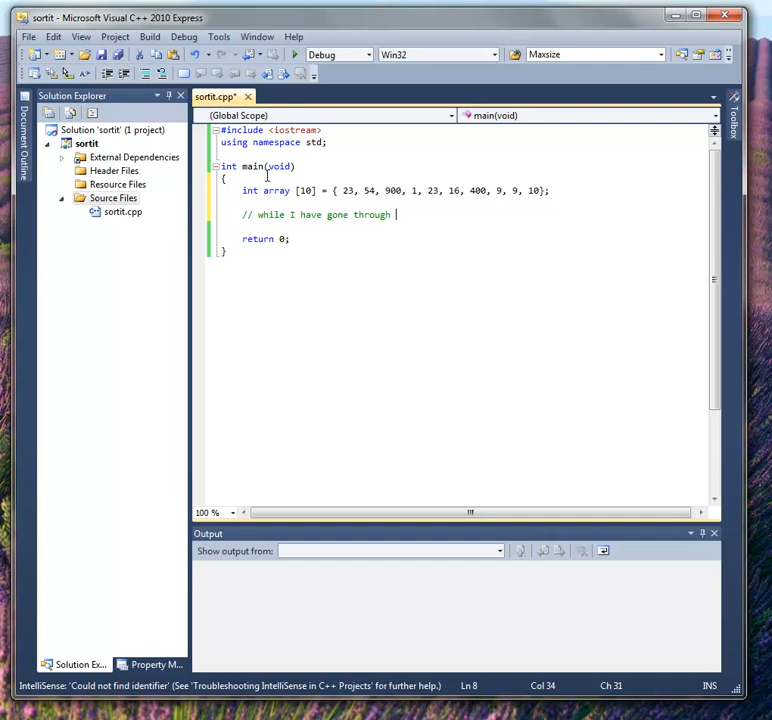 sortit - Microsoft Visual C++ 2010 Express
File Edit View Project Build Debug Tools Window Help
Debug Win32 Maxsize
Solution Explorer
sortit.cpp*
Document Outline
Toolbox
(Global Scope) main(void)
Solution 'sortit' (1 project)
sortit
External Dependencies
Header Files
Resource Files
Source Files
sortit.cpp
#include <iostream>
using namespace std;
int main(void)
{
int array [10] = { 23, 54, 900, 1, 23, 16, 400, 9, 9, 10};
// while I have gone through
return 0;
}
100 %
Output
Show output from:
Solution Ex... Property M...
IntelliSense: 'Could not find identifier' (See 'Troubleshooting IntelliSense in C++ Projects' for further help.) Ln 8 Col 34 Ch 31 INS